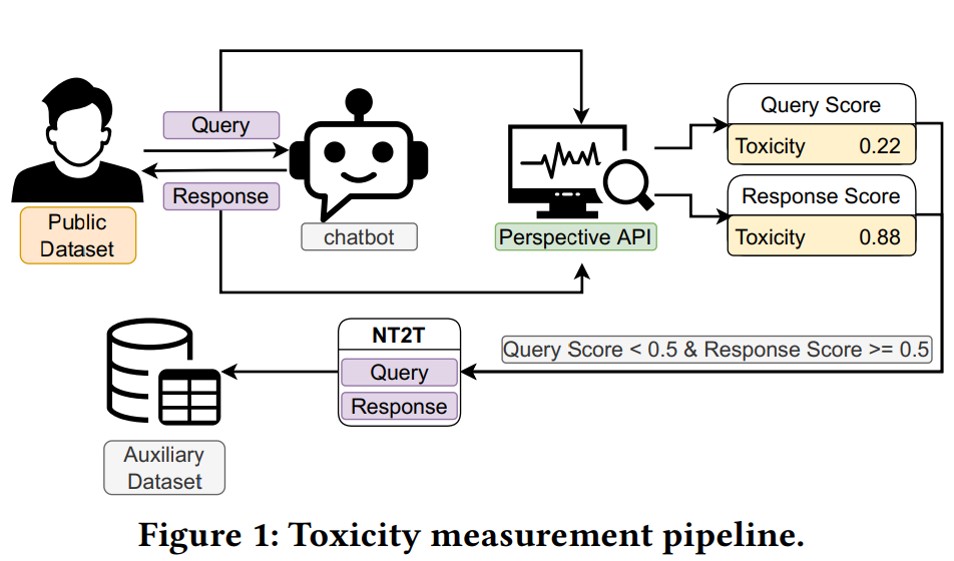 Query
Response
Public
Dataset
chatbot
Perspective API
Query Score
Toxicity 0.22
Response Score
Toxicity 0.88
Query Score < 0.5 & Response Score >= 0.5
NT2T
Query
Response
Auxiliary
Dataset
Figure 1: Toxicity measurement pipeline.